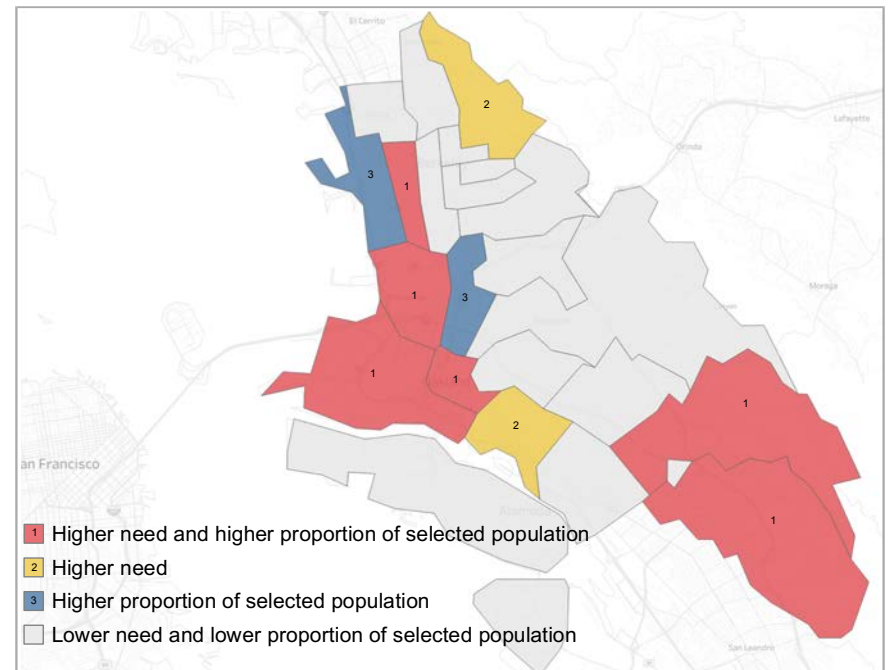 El Cerrito
2
Lafayette
Orinda
3
1
Moraga
1
3
1
1
1
2
an Francisco
1
1 Higher need and higher proportion of selected population
2 Higher need
3 Higher proportion of selected population
Lower need and lower proportion of selected population
San Leandro